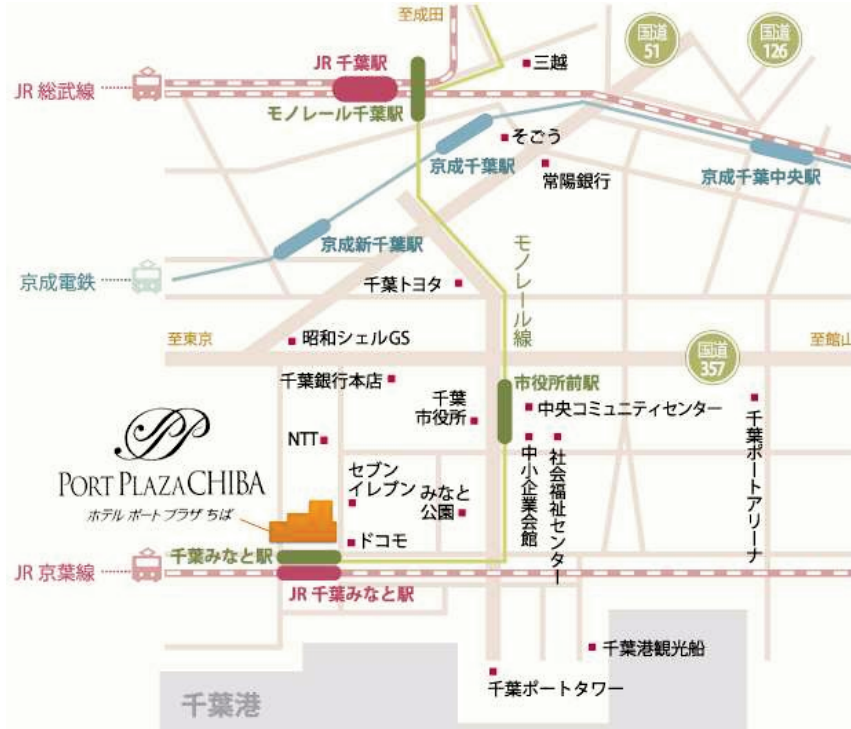 至成田
国道
51
国道
126
JR 千葉駅
三越
JR 総武線
モノレール千葉駅
そごう
京成千葉駅
常陽銀行
京成千葉中央駅
京成新千葉駅
モノレール線
京成電鉄
千葉トヨタ
至東京
昭和シェルGS
国道
357
至館山
千葉銀行本店
市役所前駅
千葉
市役所
中央コミュニティセンター
千葉ポートアリーナ
NTT
中小企業会館
社会福祉センター
PORT PLAZA CHIBA
ホテル ポート プラザ ちば
セブン
イレブン
みなと
公園
ドコモ
千葉みなと駅
JR 京葉線
JR 千葉みなと駅
千葉港観光船
千葉ポートタワー
千葉港